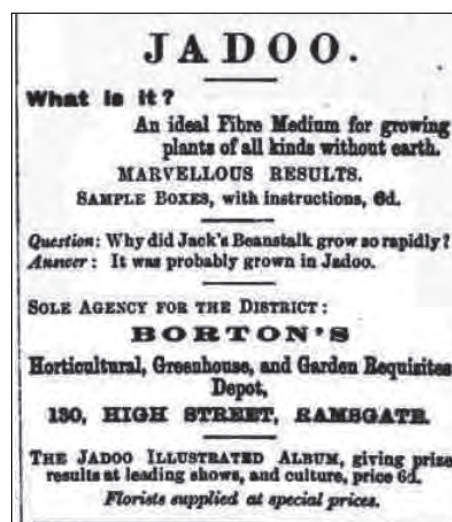 JADOO.
What is it?
An ideal Fibre Medium for growing
plants of all kinds without earth.
MARVELLOUS RESULTS.
SAMPLE BOXES, with instructions, 6d.
Question: Why did Jack's Beanstalk grow so rapidly?
Answer: It was probably grown in Jadoo.
SOLE AGENCY FOR THE DISTRICT:
BORTON'S
Horticultural, Greenhouse, and Garden Requisites
Depot,
130, HIGH STREET, RAMSGATE.
THE JADOO ILLUSTRATED ALBUM, giving prize
results at leading shows, and culture, price 6d.
Florists supplied at special prices.